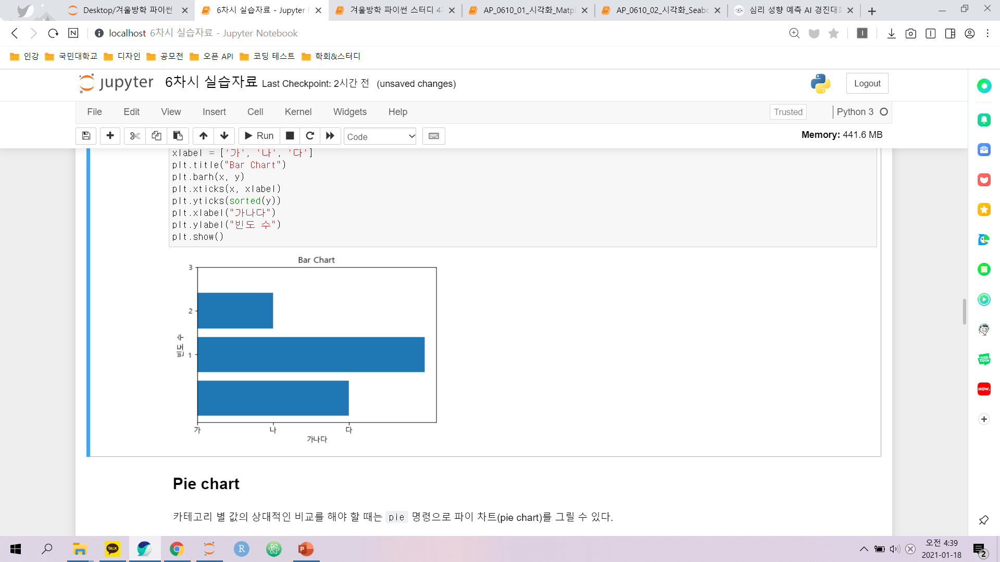 Desktop/겨울방학 파이썬
6차시 실습자료 - Jupyter
겨울방학 파이썬 스터디
AP_0610_01_시각화_Matp
AP_0610_02_시각화_Seab
심리 성향 예측 AI 경진대
N
localhost 6차시 실습자료 - Jupyter Notebook
인강
국민대학교
디자인
공모전
오픈 API
코딩 테스트
학회&스터디
jupyter 6차시 실습자료 Last Checkpoint: 2시간 전 (unsaved changes)
Logout
File Edit View Insert Cell Kernel Widgets Help
Trusted
Python 3
Run
Code
Memory: 441.6 MB
xlabel = ['가', '나', '다']
plt.title("Bar Chart")
plt.barh(x, y)
plt.xticks(x, xlabel)
plt.yticks(sorted(y))
plt.xlabel("가나다")
plt.ylabel("빈도 수")
plt.show()
Bar Chart
3
2
1
빈도 수
가 나 다
가나다
Pie chart
카테고리 별 값의 상대적인 비교를 해야 할 때는 pie 명령으로 파이 차트(pie chart)를 그릴 수 있다.
WEB
TOON
NOW.
TALK
R
P
오전 4:39
2021-01-18
2